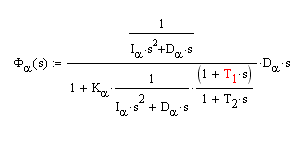 Φα(s) := (1 / (Iα·s²+Dα·s)) / (1 + Kα· 1 / (Iα·s² + Dα·s) · (1 + T₁·s) / (1 + T₂·s)) ·Dα·s